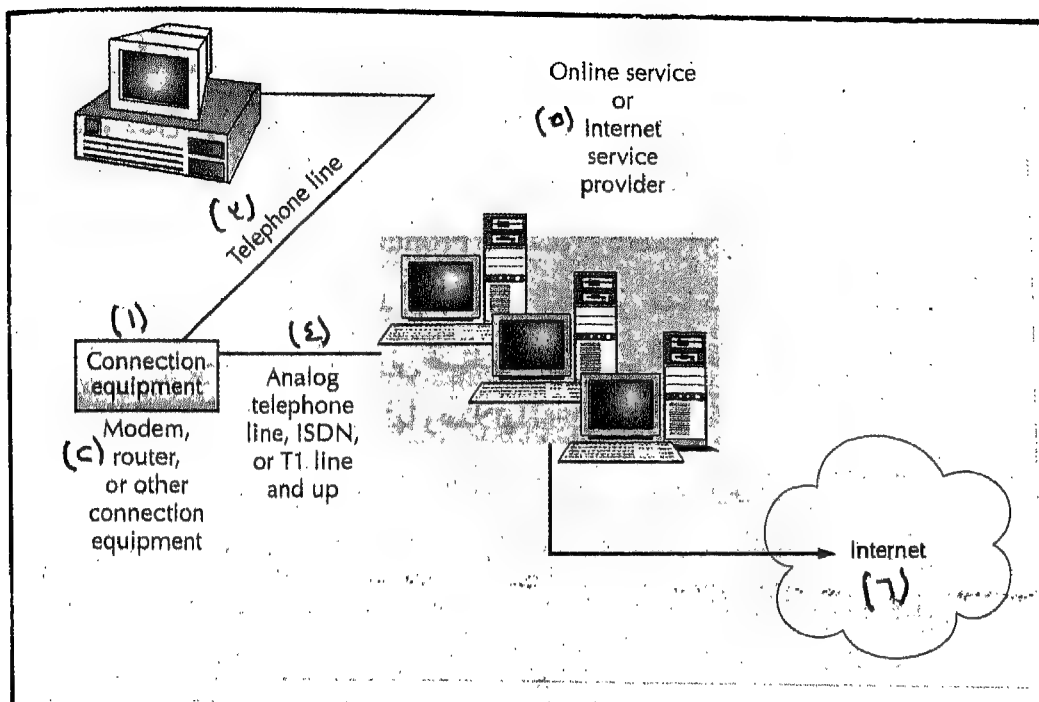 Online service
or
(٥) Internet
service
provider
(٣) Telephone line
(١)
Connection
equipment
(٤)
Modem,
(٢) router,
or other
connection
equipment
Analog
telephone
line, ISDN,
or T1 line
and up
Internet
(٦)